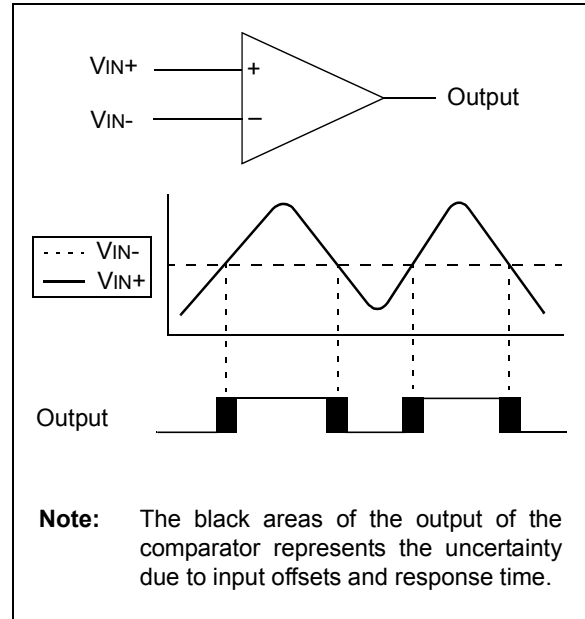 VIN+
+
Output
VIN-
–
VIN-
VIN+
Output
Note: The black areas of the output of the
comparator represents the uncertainty
due to input offsets and response time.